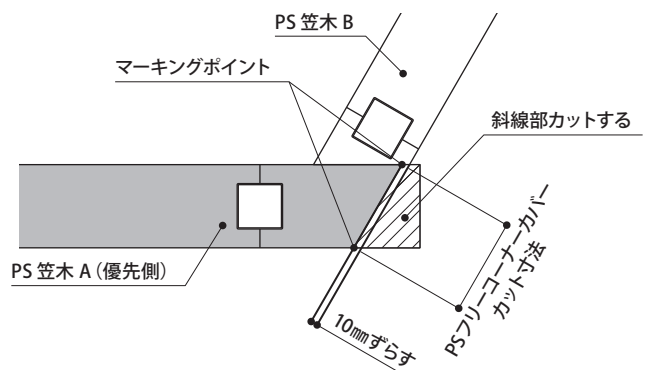 PS 笠木 B
マーキングポイント
斜線部カットする
PS 笠木 A（優先側）
PSフリーコーナーカバー
カット寸法
10㎜ずらす